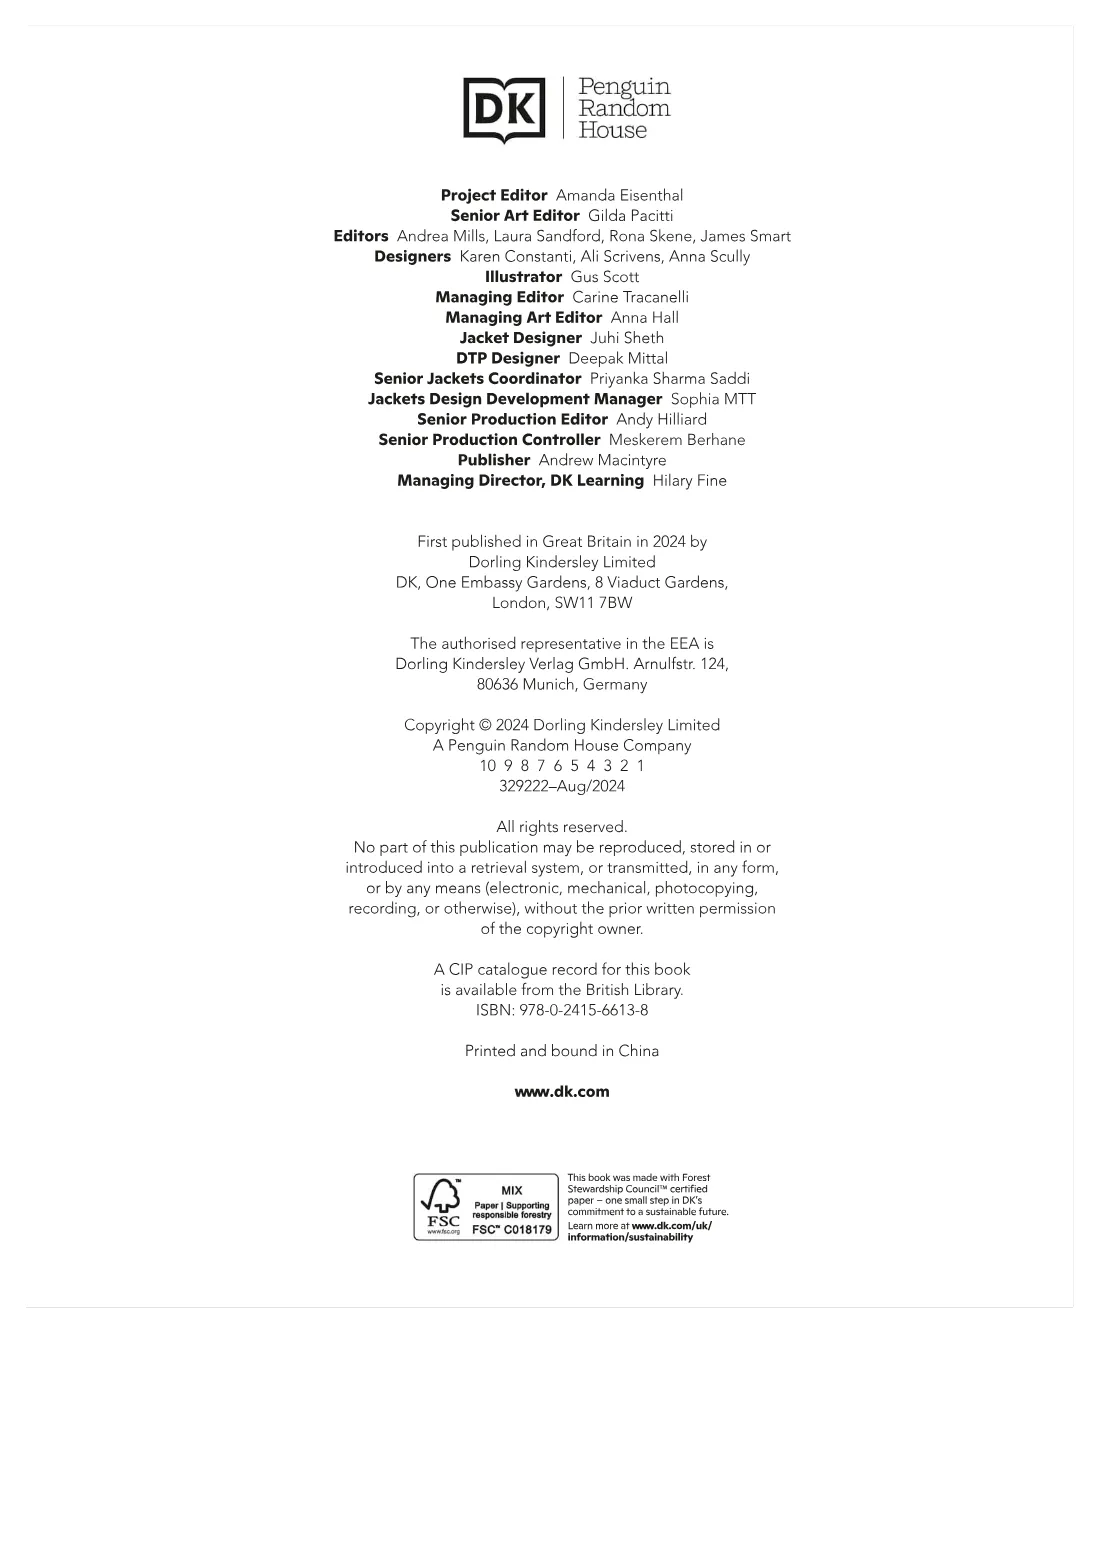 DK
Penguin
Random
House
Project Editor Amanda Eisenthal
Senior Art Editor Gilda Pacitti
Editors Andrea Mills, Laura Sandford, Rona Skene, James Smart
Designers Karen Constanti, Ali Scrivens, Anna Scully
Illustrator Gus Scott
Managing Editor Carine Tracanelli
Managing Art Editor Anna Hall
Jacket Designer Juhi Sheth
DTP Designer Deepak Mittal
Senior Jackets Coordinator Priyanka Sharma Saddi
Jackets Design Development Manager Sophia MTT
Senior Production Editor Andy Hilliard
Senior Production Controller Meskerem Berhane
Publisher Andrew Macintyre
Managing Director, DK Learning Hilary Fine
First published in Great Britain in 2024 by
Dorling Kindersley Limited
DK, One Embassy Gardens, 8 Viaduct Gardens,
London, SW11 7BW
The authorised representative in the EEA is
Dorling Kindersley Verlag GmbH. Arnulfstr. 124,
80636 Munich, Germany
Copyright © 2024 Dorling Kindersley Limited
A Penguin Random House Company
10 9 8 7 6 5 4 3 2 1
329222–Aug/2024
All rights reserved.
No part of this publication may be reproduced, stored in or
introduced into a retrieval system, or transmitted, in any form,
or by any means (electronic, mechanical, photocopying,
recording, or otherwise), without the prior written permission
of the copyright owner.
A CIP catalogue record for this book
is available from the British Library.
ISBN: 978-0-2415-6613-8
Printed and bound in China
www.dk.com
FSC
www.fsc.org
MIX
Paper | Supporting
responsible forestry
FSC™ C018179
This book was made with Forest
Stewardship Council™ certified
paper – one small step in DK's
commitment to a sustainable future.
Learn more at www.dk.com/uk/
information/sustainability